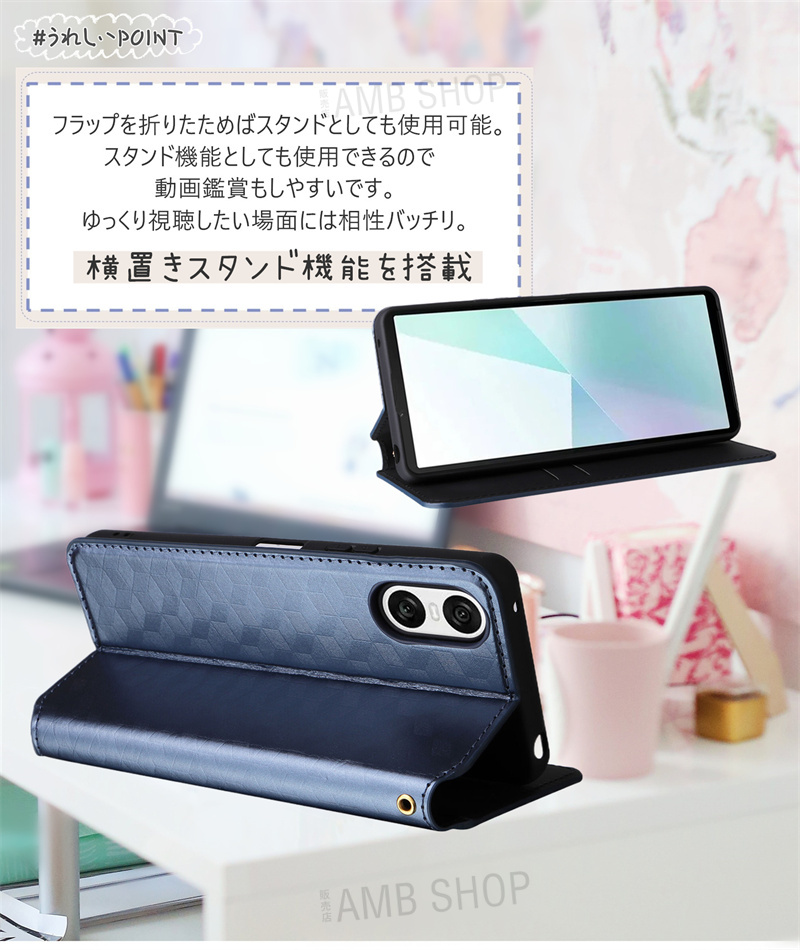 #うれしいPOINT
販売店 AMB SHOP
フラップを折りたためばスタンドとしても使用可能。
スタンド機能としても使用できるので
動画鑑賞もしやすいです。
ゆっくり視聴したい場面には相性バッチリ。
横置きスタンド機能を搭載
販売店 AMB SHOP